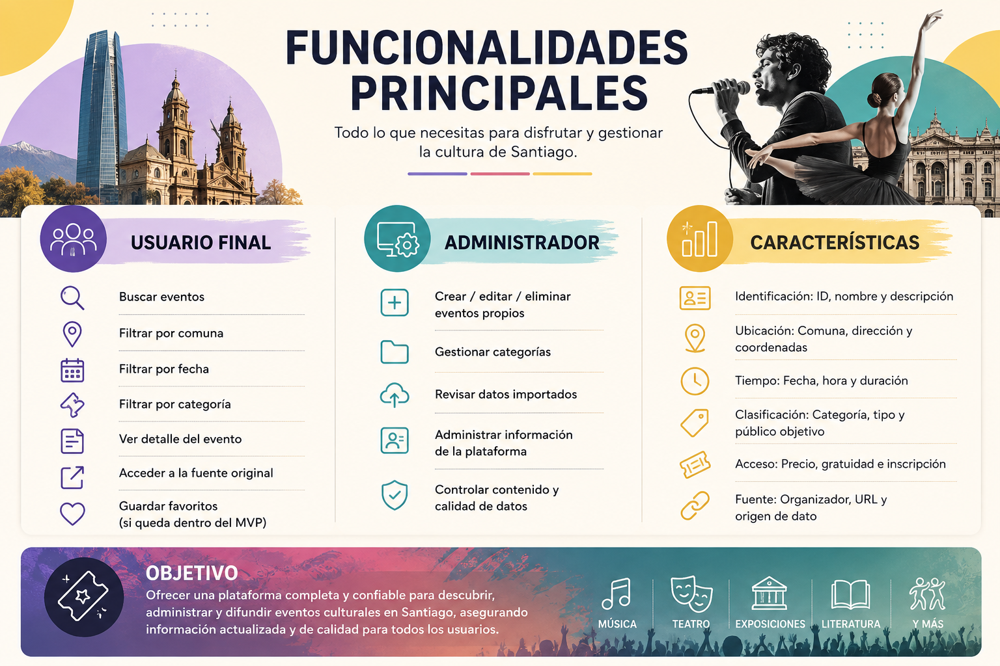 FUNCIONALIDADES
PRINCIPALES
Todo lo que necesitas para disfrutar y gestionar
la cultura de Santiago.
USUARIO FINAL
Buscar eventos
Filtrar por comuna
Filtrar por fecha
Filtrar por categoría
Ver detalle del evento
Acceder a la fuente original
Guardar favoritos
(si queda dentro del MVP)
ADMINISTRADOR
Crear / editar / eliminar
eventos propios
Gestionar categorías
Revisar datos importados
Administrar información
de la plataforma
Controlar contenido y
calidad de datos
CARACTERÍSTICAS
Identificación: ID, nombre y descripción
Ubicación: Comuna, dirección y
coordenadas
Tiempo: Fecha, hora y duración
Clasificación: Categoría, tipo y
público objetivo
Acceso: Precio, gratuidad e inscripción
Fuente: Organizador, URL y
origen de dato
OBJETIVO
Ofrecer una plataforma completa y confiable para descubrir,
administrar y difundir eventos culturales en Santiago, asegurando
información actualizada y de calidad para todos los usuarios.
MÚSICA
TEATRO
EXPOSICIONES
LITERATURA
Y MÁS